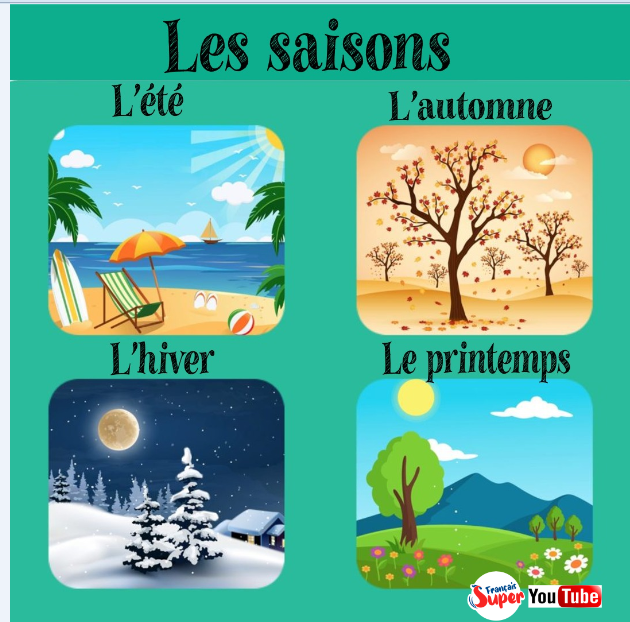 Les saisons
L'été
L'automne
L'hiver
Le printemps
Français
Super
YouTube